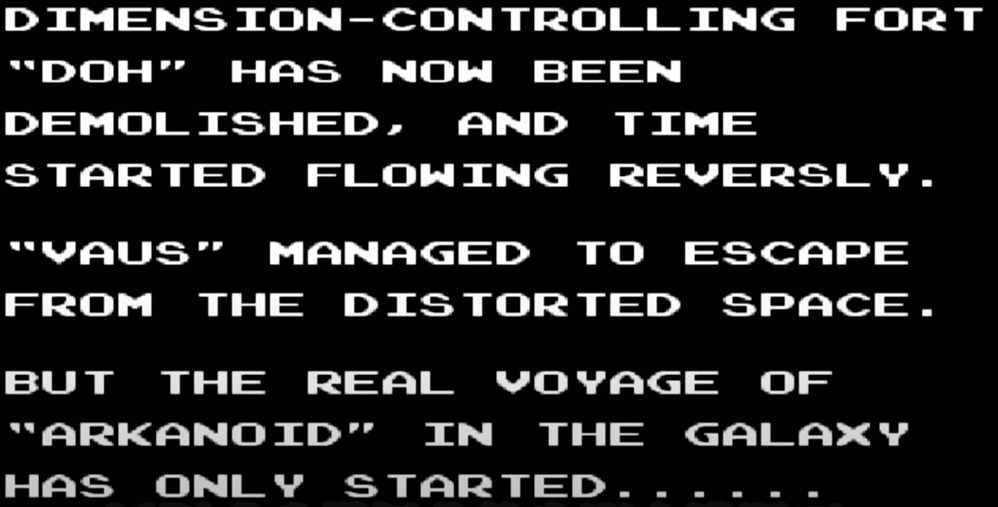 DIMENSION-CONTROLLING FORT
"DOH" HAS NOW BEEN
DEMOLISHED, AND TIME
STARTED FLOWING REVERSLY.
"VAUS" MANAGED TO ESCAPE
FROM THE DISTORTED SPACE.
BUT THE REAL VOYAGE OF
"ARKANOID" IN THE GALAXY
HAS ONLY STARTED......